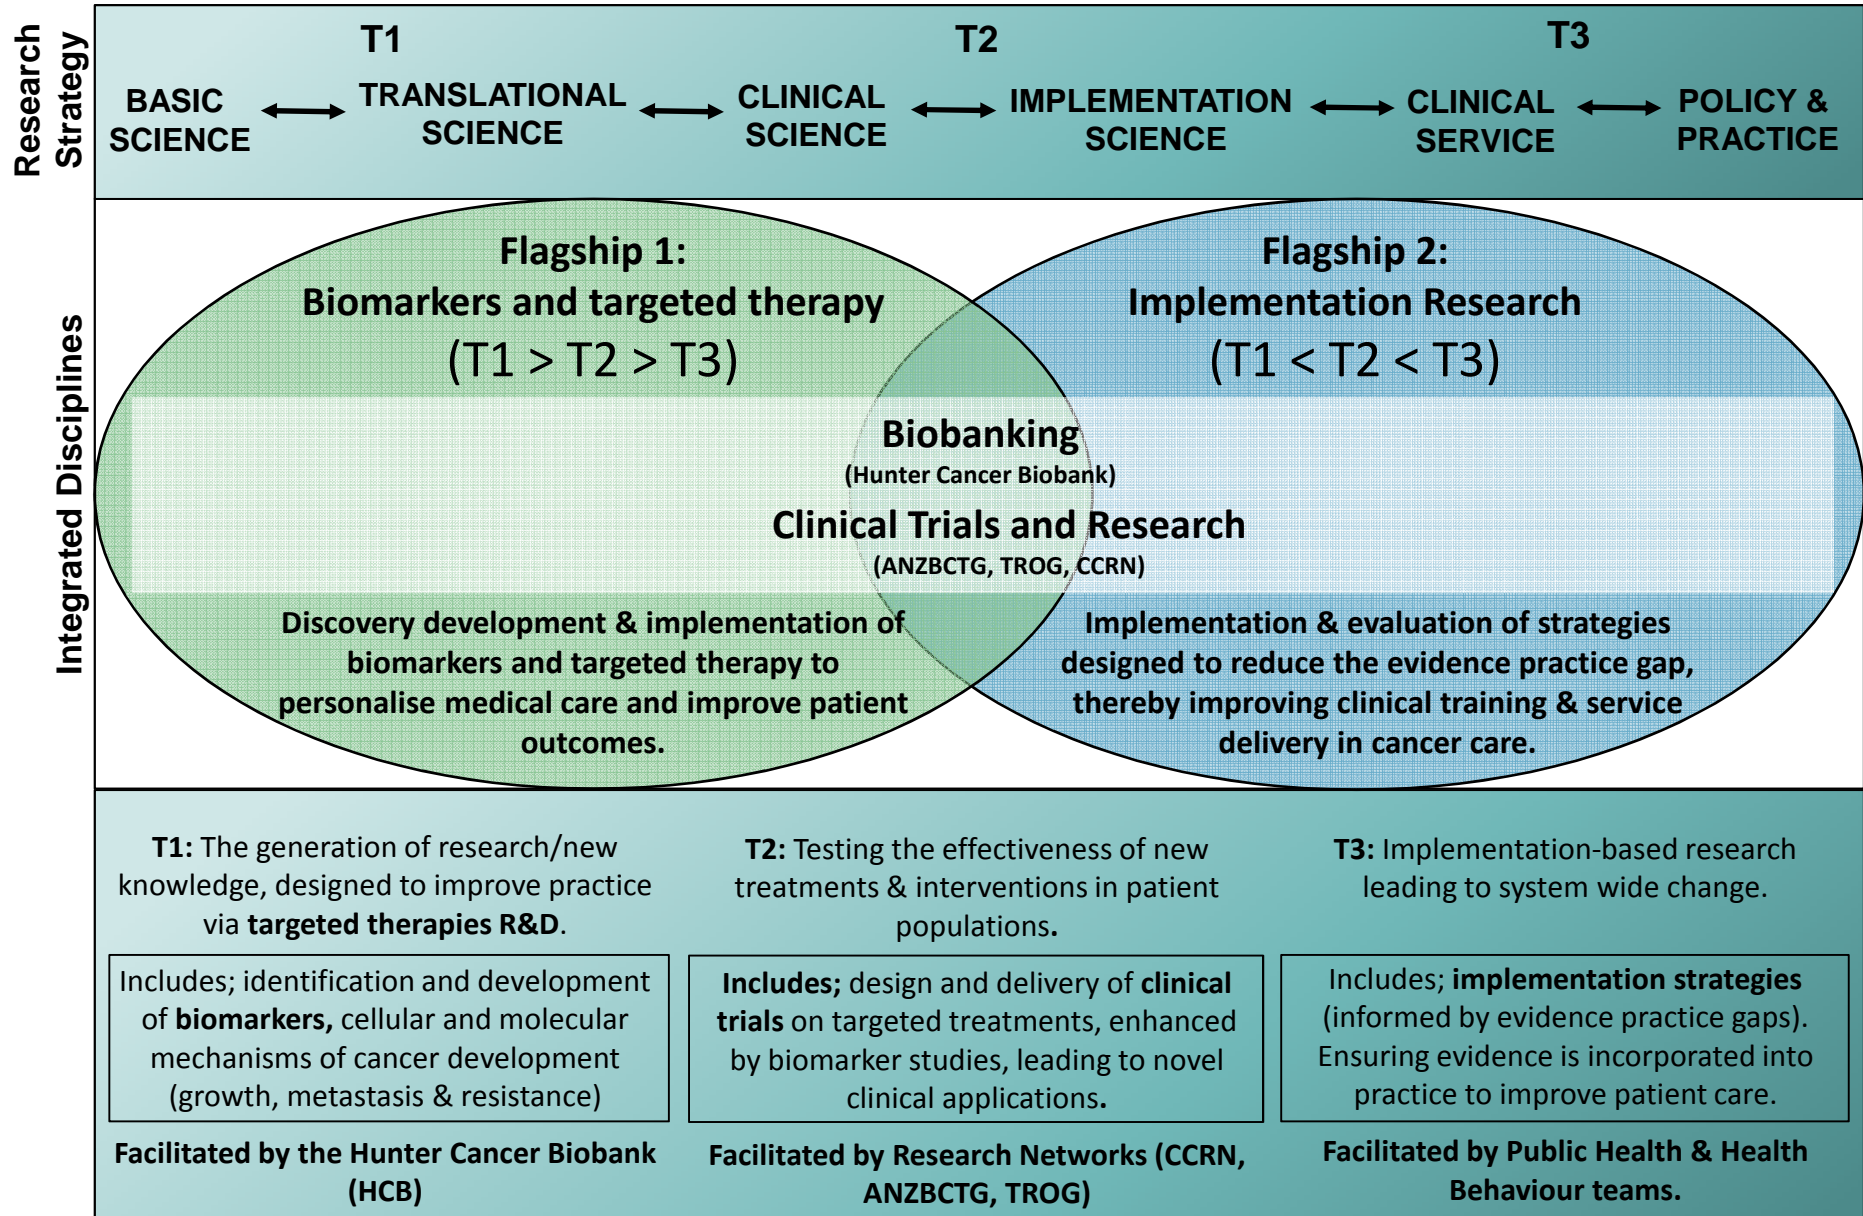 Research
Strategy
T1
T2
T3
BASIC
SCIENCE
TRANSLATIONAL
SCIENCE
CLINICAL
SCIENCE
IMPLEMENTATION
SCIENCE
CLINICAL
SERVICE
POLICY &
PRACTICE
Integrated Disciplines
Flagship 1:
Biomarkers and targeted therapy
(T1 > T2 > T3)
Flagship 2:
Implementation Research
(T1 < T2 < T3)
Biobanking
(Hunter Cancer Biobank)
Clinical Trials and Research
(ANZBCTG, TROG, CCRN)
Discovery development & implementation of
biomarkers and targeted therapy to
personalise medical care and improve patient
outcomes.
Implementation & evaluation of strategies
designed to reduce the evidence practice gap,
thereby improving clinical training & service
delivery in cancer care.
T1: The generation of research/new
knowledge, designed to improve practice
via targeted therapies R&D.
Includes; identification and development
of biomarkers, cellular and molecular
mechanisms of cancer development
(growth, metastasis & resistance)
Facilitated by the Hunter Cancer Biobank
(HCB)
T2: Testing the effectiveness of new
treatments & interventions in patient
populations.
Includes; design and delivery of clinical
trials on targeted treatments, enhanced
by biomarker studies, leading to novel
clinical applications.
Facilitated by Research Networks (CCRN,
ANZBCTG, TROG)
T3: Implementation-based research
leading to system wide change.
Includes; implementation strategies
(informed by evidence practice gaps).
Ensuring evidence is incorporated into
practice to improve patient care.
Facilitated by Public Health & Health
Behaviour teams.